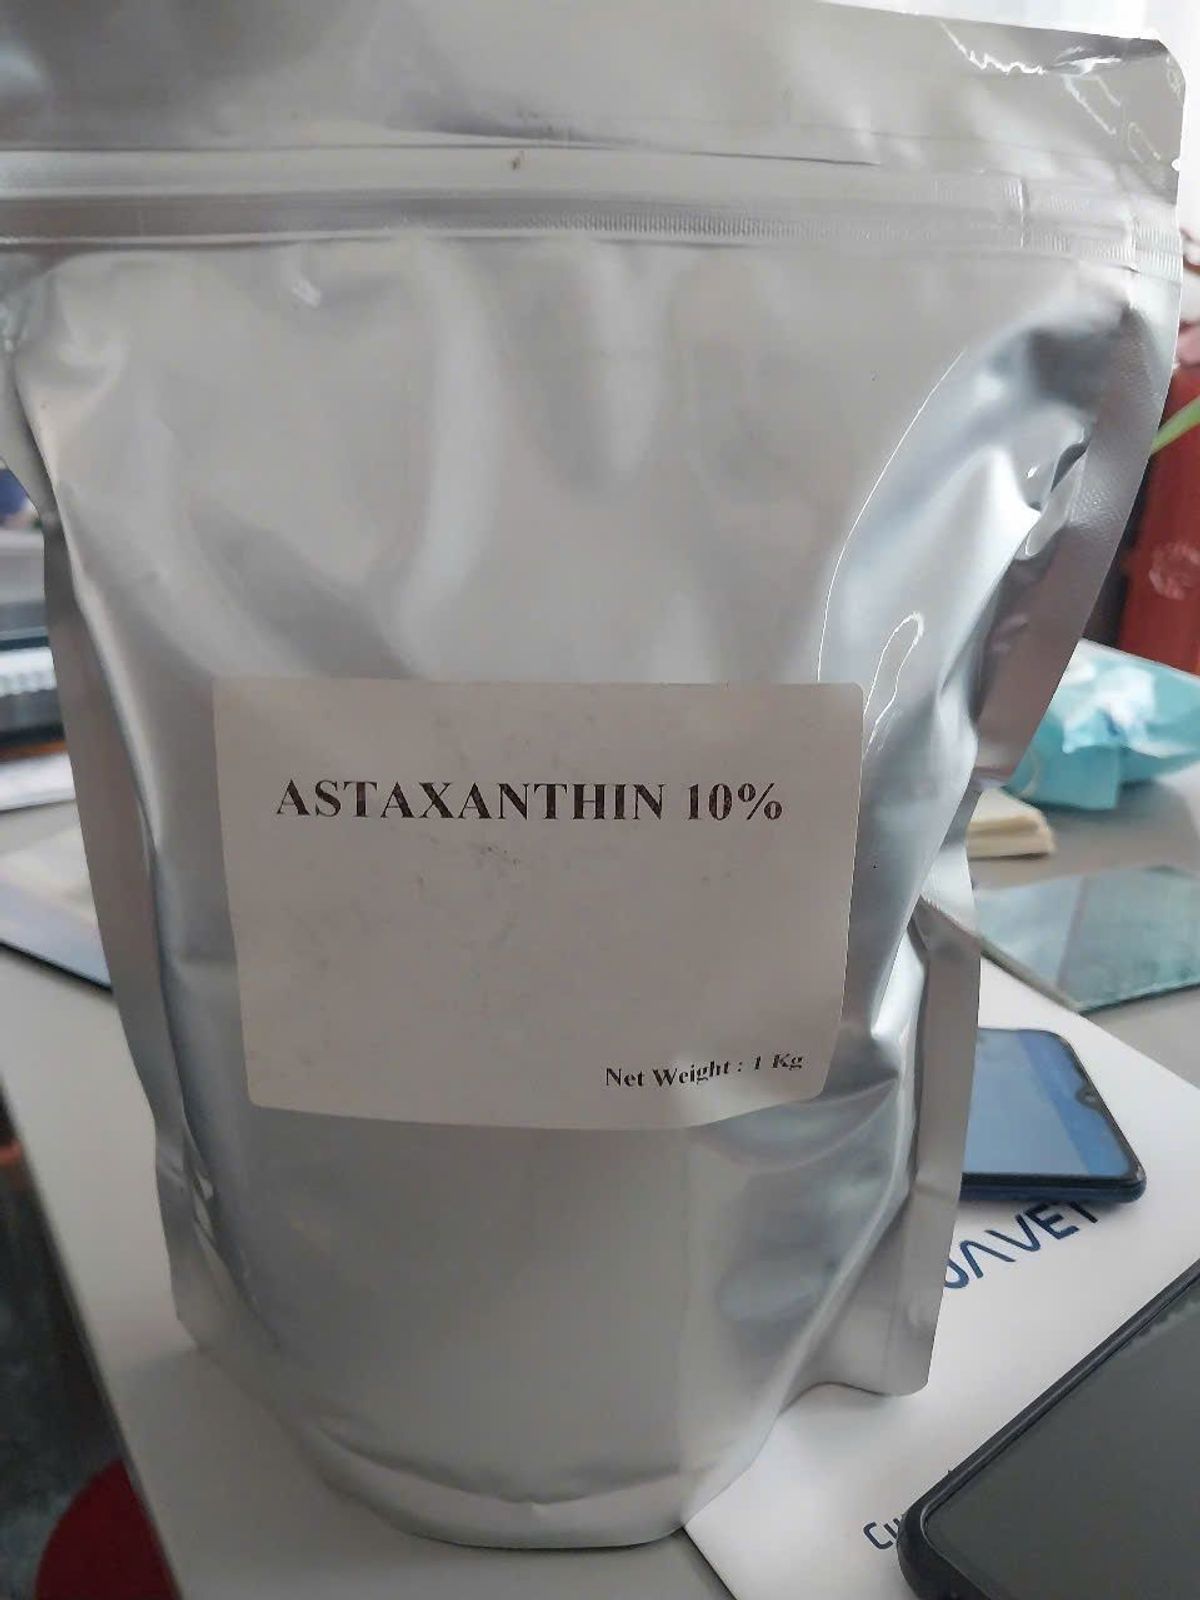 ASTAXANTHIN 10%
Net Weight : 1 Kg